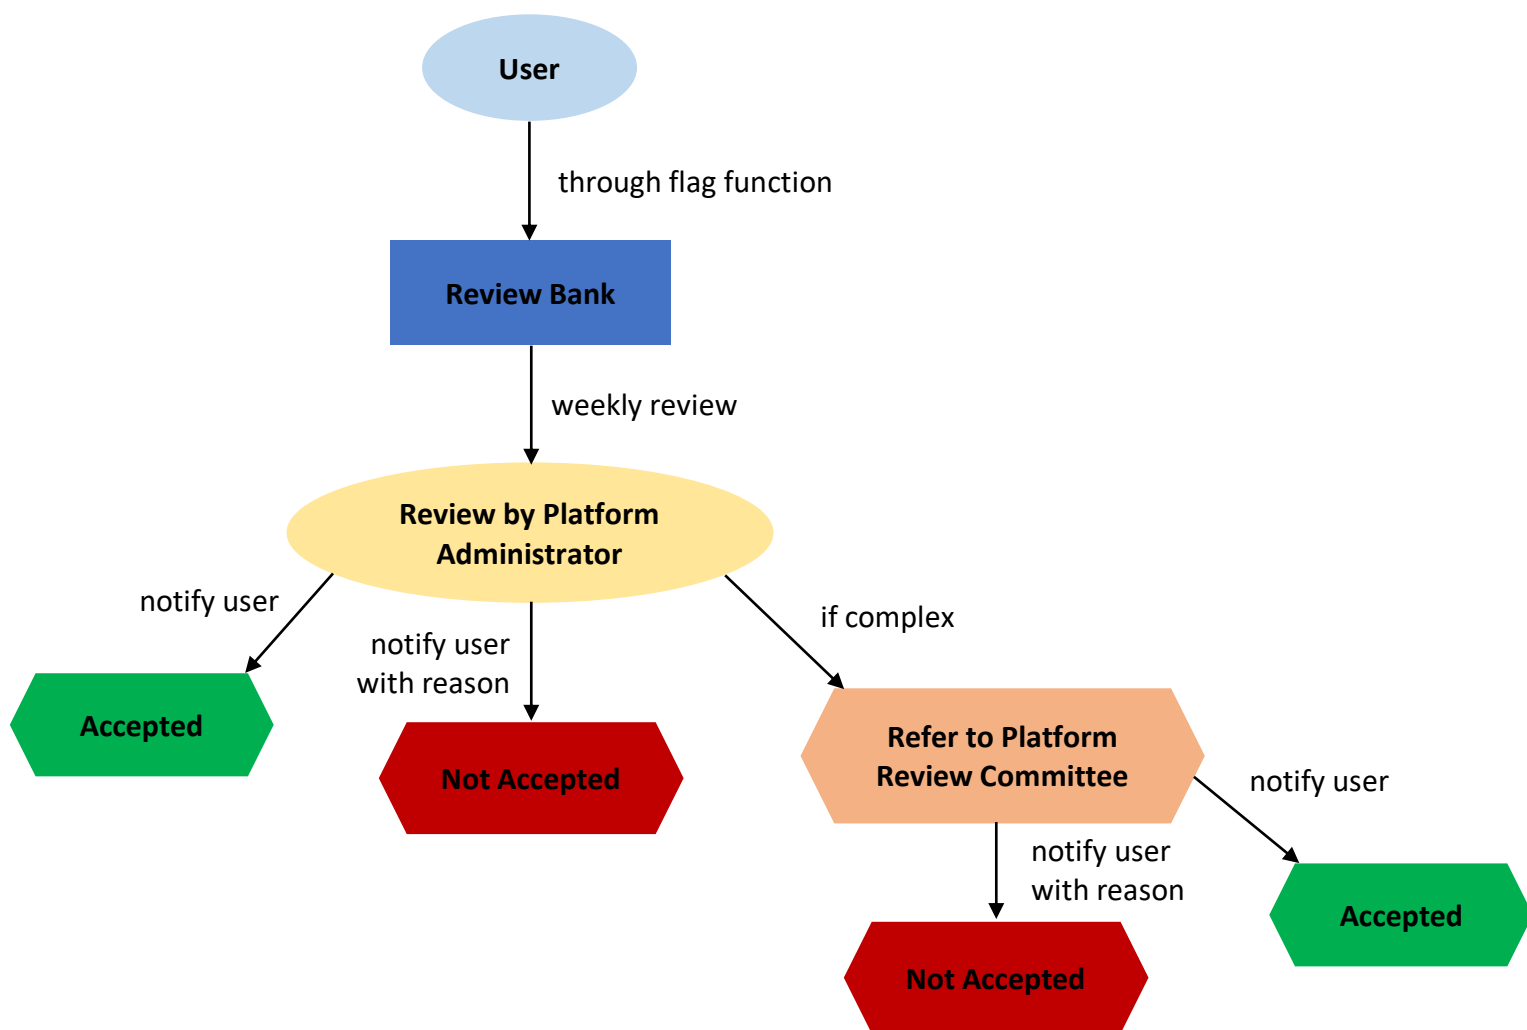 User
through flag function
Review Bank
weekly review
Review by Platform
Administrator
notify user
notify user
with reason
if complex
Accepted
Not Accepted
Refer to Platform
Review Committee
notify user
notify user
with reason
Accepted
Not Accepted